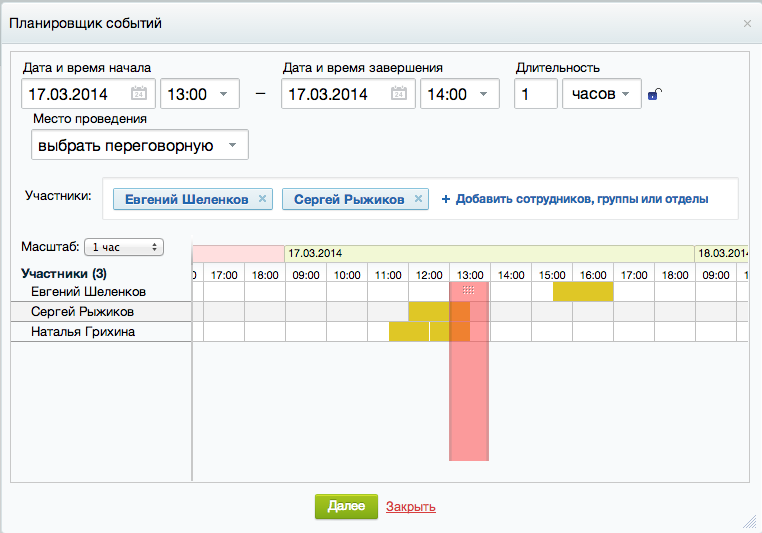 Планировщик событий
×
Дата и время начала Дата и время завершения Длительность
17.03.2014 13:00 – 17.03.2014 14:00 1 часов
Место проведения
выбрать переговорную
Участники: Евгений Шеленков × Сергей Рыжиков × + Добавить сотрудников, группы или отделы
Масштаб: 1 час
17.03.2014 18.03.2014
Участники (3)
17:00 18:00 09:00 10:00 11:00 12:00 13:00 14:00 15:00 16:00 17:00 18:00 09:00
Евгений Шеленков
Сергей Рыжиков
Наталья Грихина
Далее Закрыть